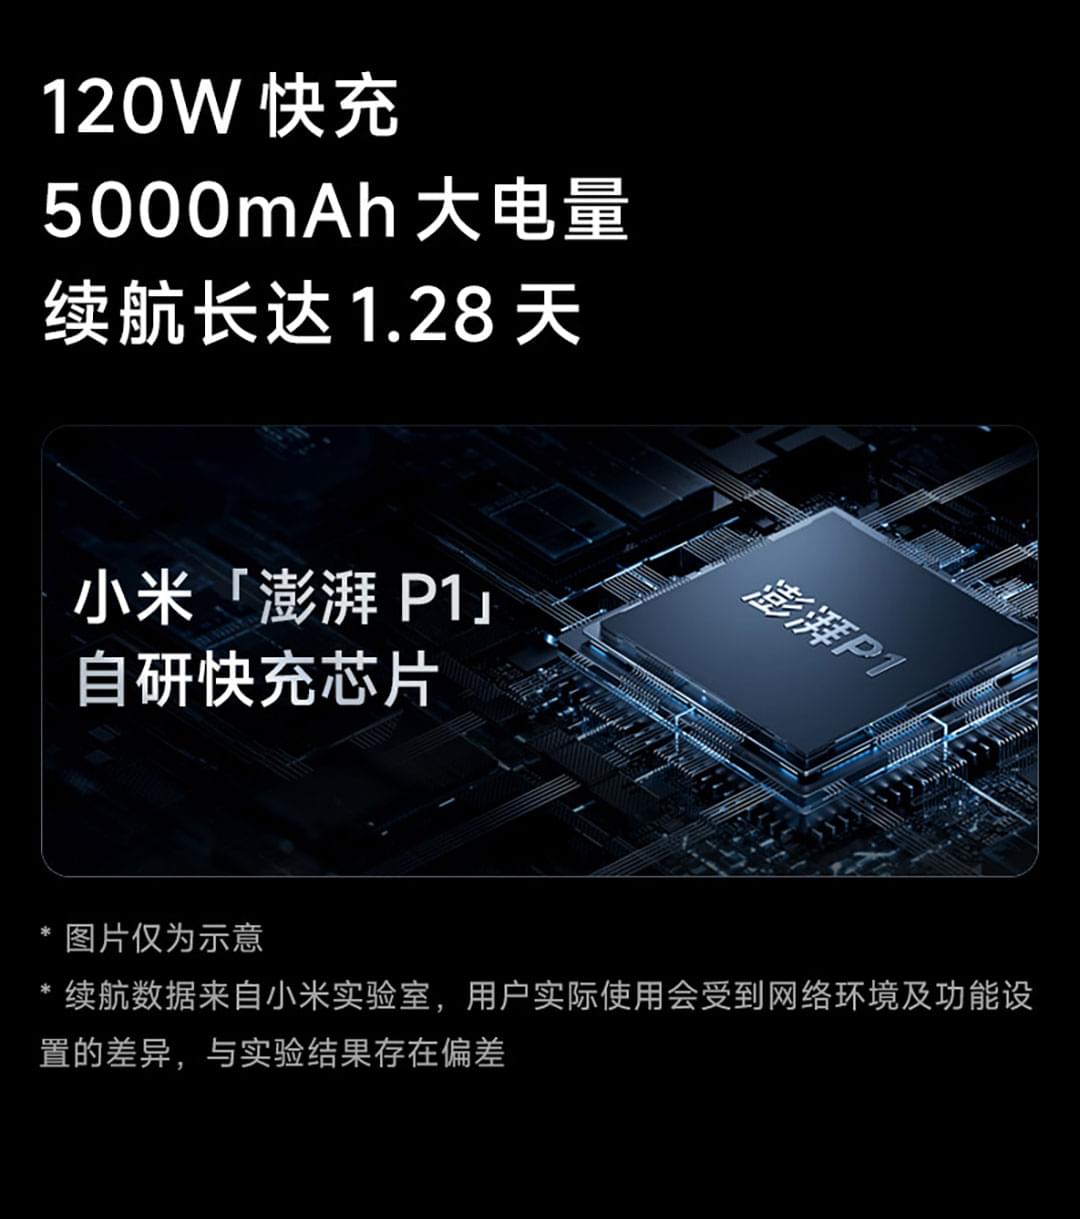 120W 快充
5000mAh 大电量
续航长达 1.28 天
小米「澎湃 P1」
自研快充芯片
澎湃P1
* 图片仅为示意
* 续航数据来自小米实验室，用户实际使用会受到网络环境及功能设
置的差异，与实验结果存在偏差